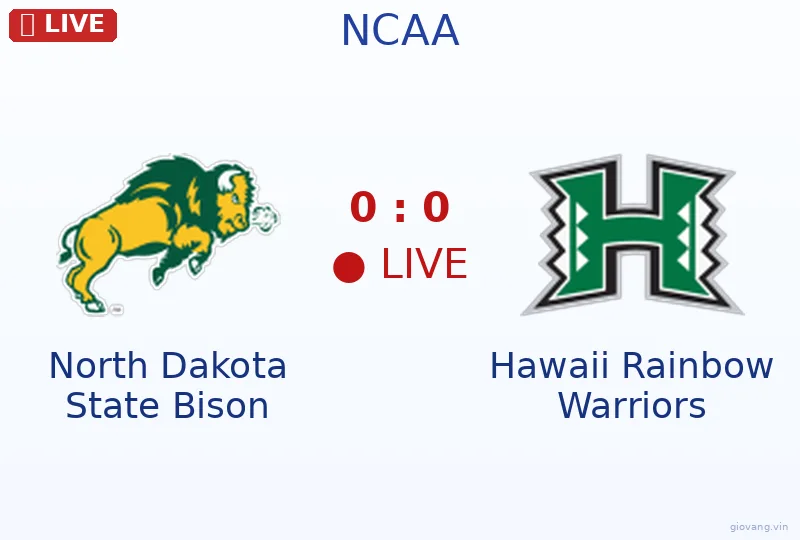 LIVE
NCAA
0 : 0
● LIVE
North Dakota
State Bison
H
Hawaii Rainbow
Warriors
giovang.vin